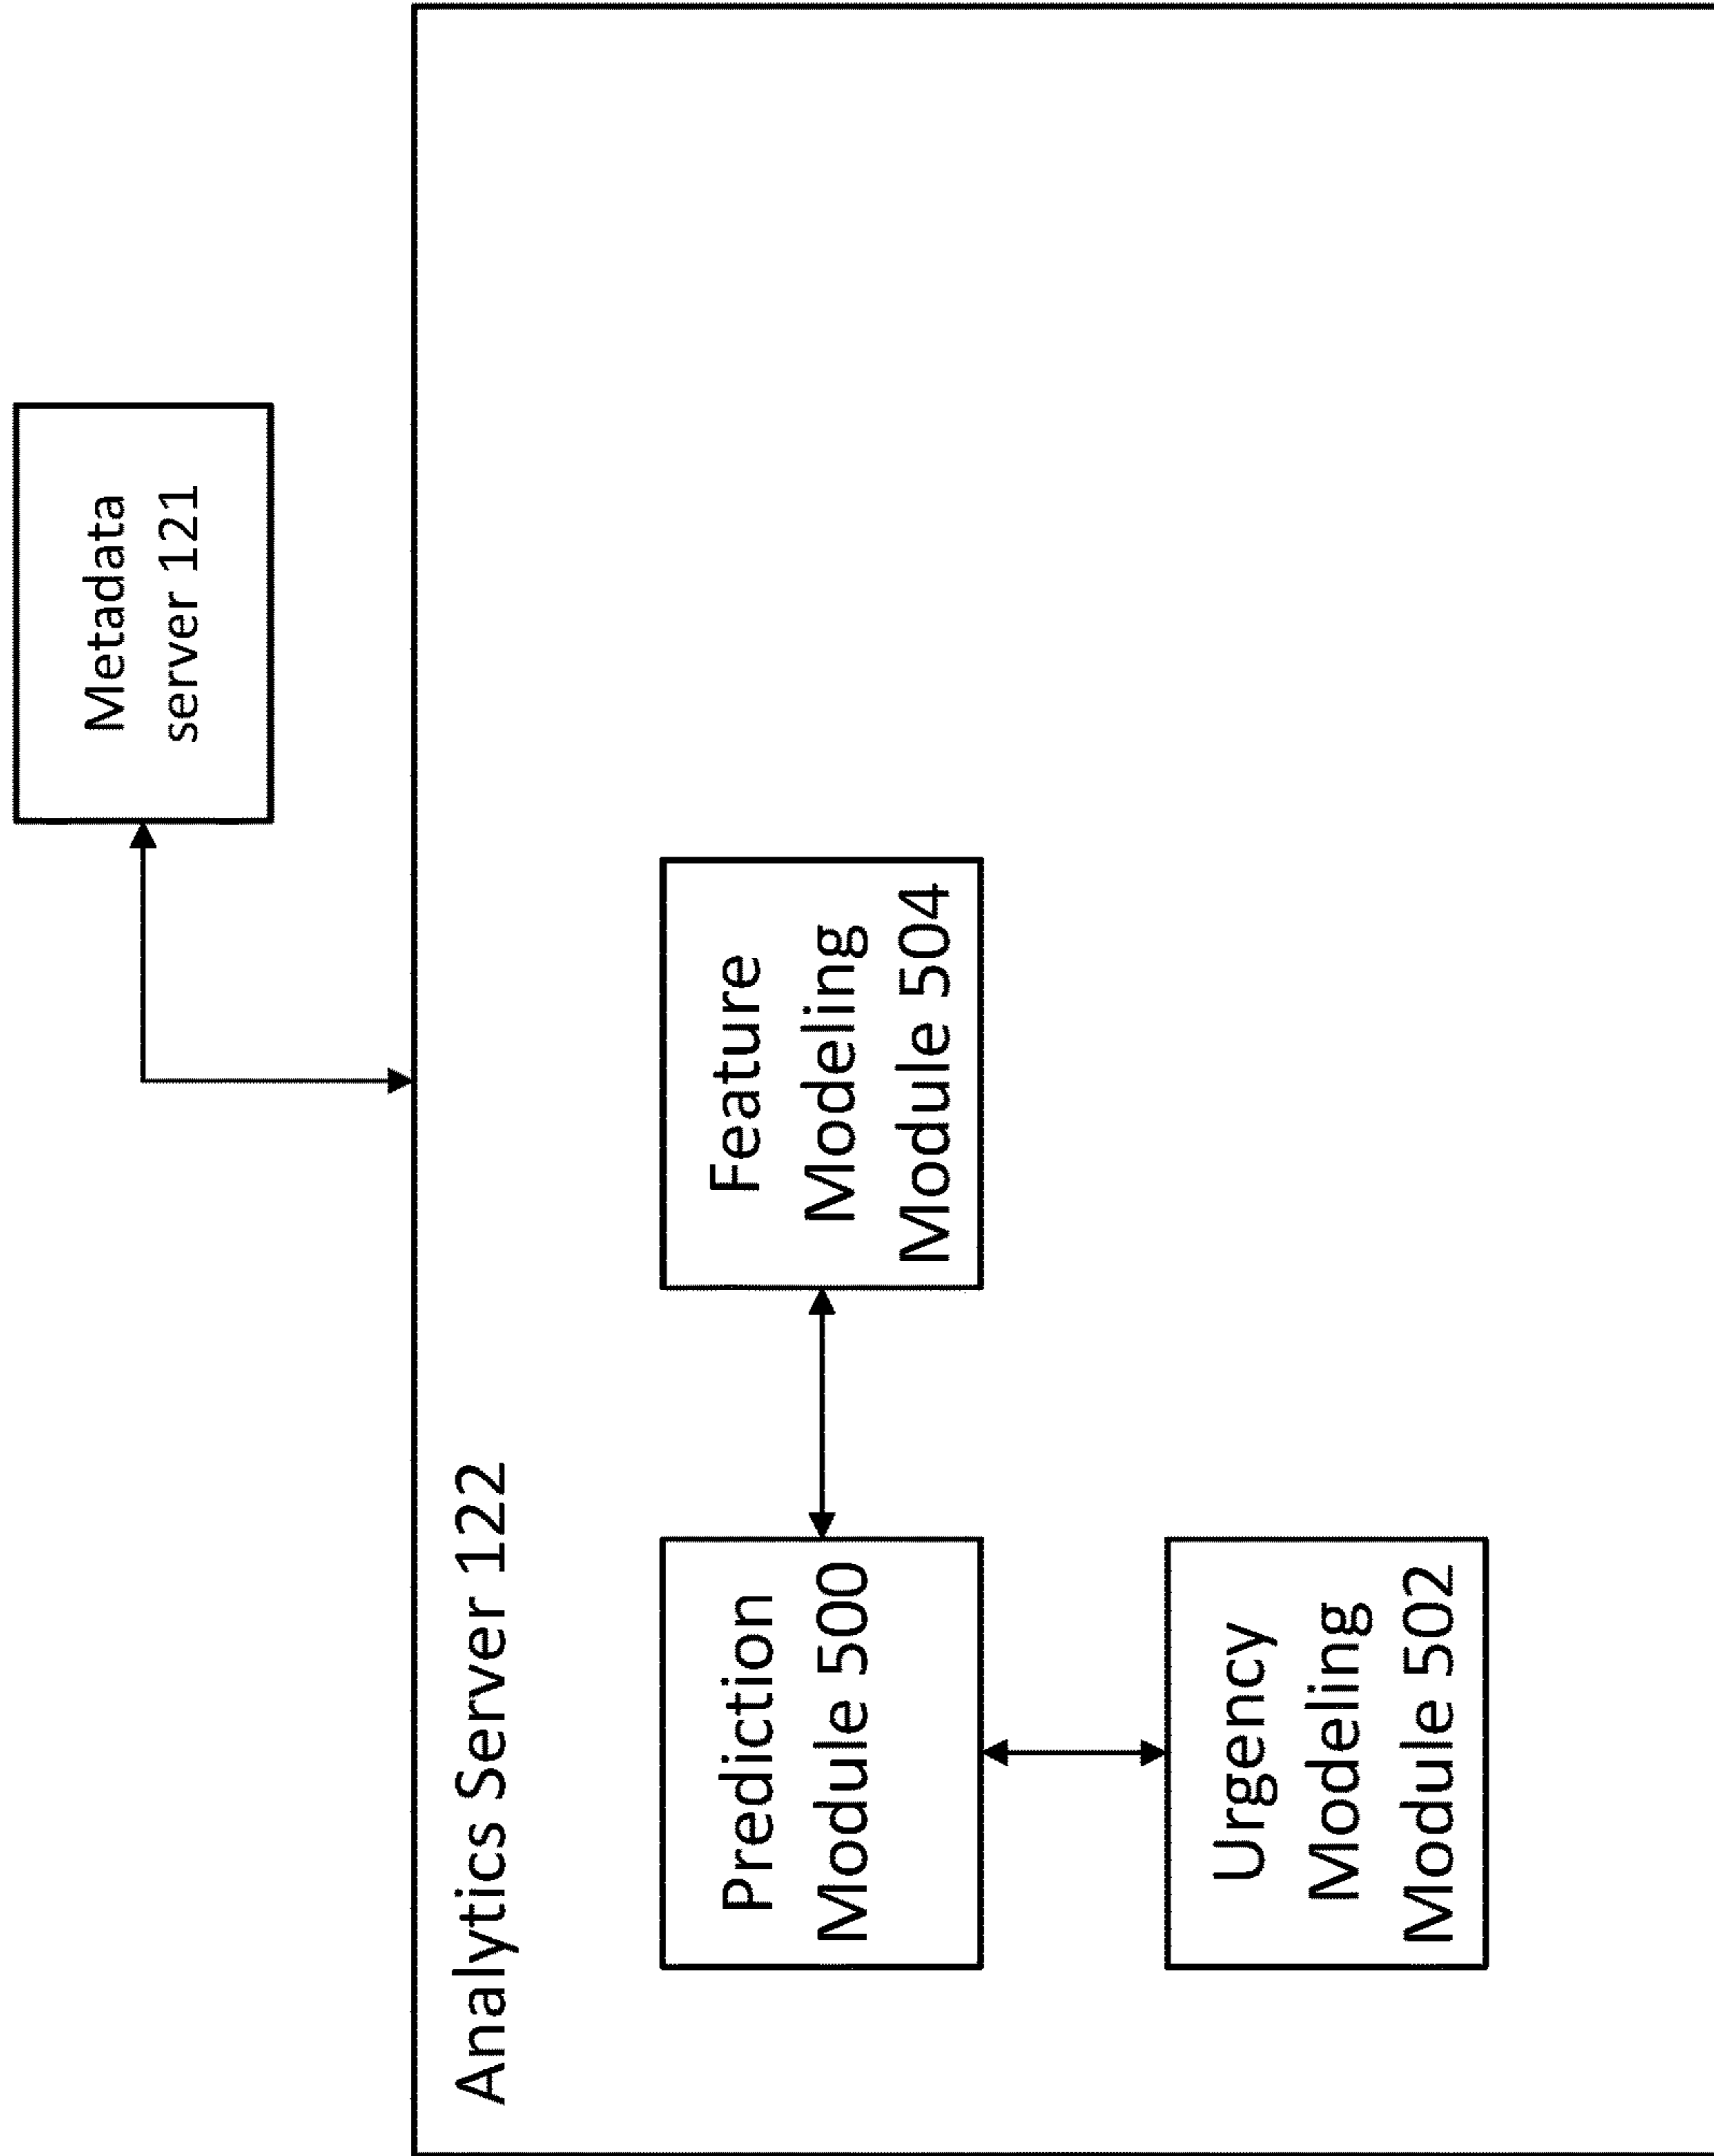 Metadata
server 121
Analytics Server 122
Prediction
Module 500
Feature
Modeling
Module 504
Urgency
Modeling
Module 502